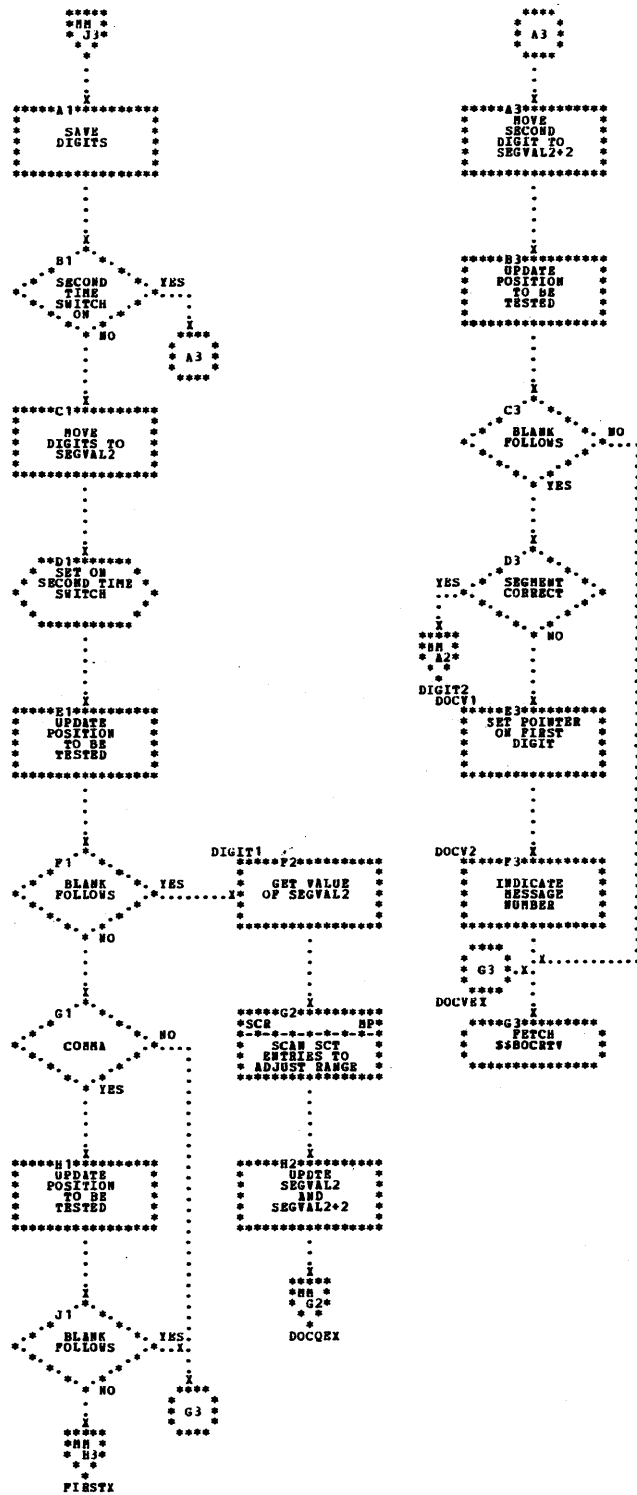 MM
J3
A1
SAVE
DIGITS
B1
SECOND
TIME
SWITCH
ON
YES
NO
A3
C1
MOVE
DIGITS TO
SEGVAL2
D1
SET ON
SECOND TIME
SWITCH
E1
UPDATE
POSITION
TO BE
TESTED
F1
BLANK
FOLLOWS
YES
NO
G1
COMMA
NO
YES
H1
UPDATE
POSITION
TO BE
TESTED
J1
BLANK
FOLLOWS
YES
NO
G3
MM
H3
FIRSTX
DIGIT1
F2
GET VALUE
OF SEGVAL2
G2
SCR MP
SCAN SCT
ENTRIES TO
ADJUST RANGE
H2
UPDTE
SEGVAL2
AND
SEGVAL2+2
MM
G2
DOCQEX
A3
A3
MOVE
SECOND
DIGIT TO
SEGVAL2+2
B3
UPDATE
POSITION
TO BE
TESTED
C3
BLANK
FOLLOWS
NO
YES
D3
SEGMENT
CORRECT
YES
NO
MM
A2
DIGIT2
DOCV1
E3
SET POINTER
ON FIRST
DIGIT
DOCV2
F3
INDICATE
MESSAGE
NUMBER
G3
DOCVEX
G3
FETCH
$$BOCRTV